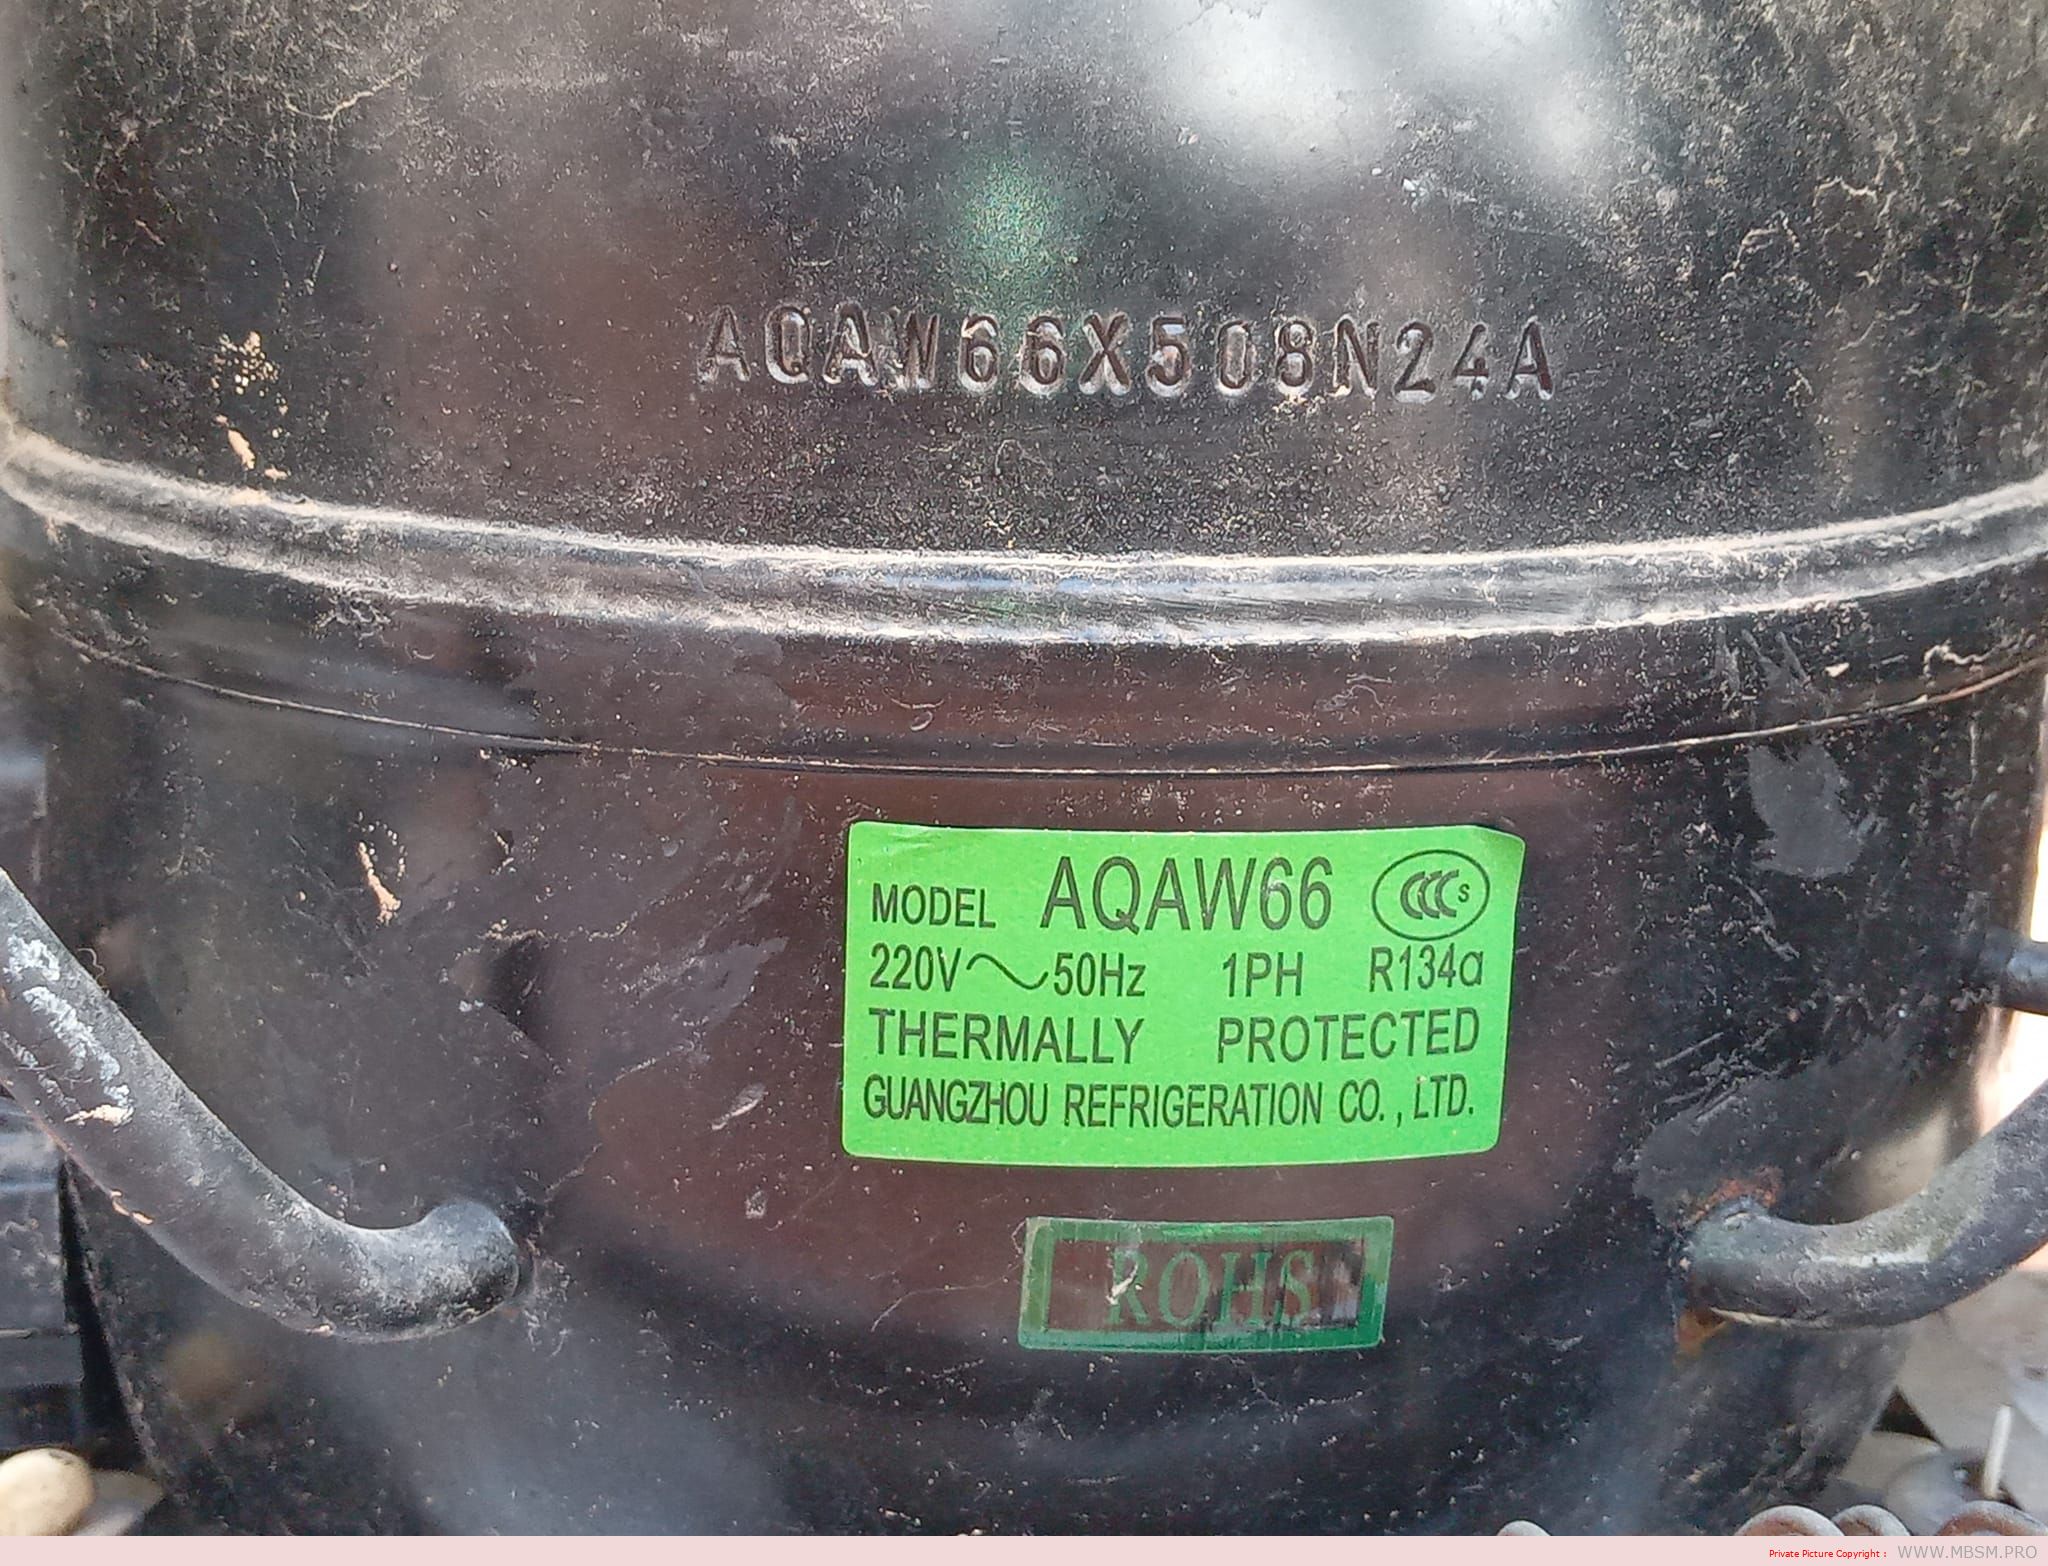 AQAW66X508N24A
MODEL AQAW66 CCC S
220V~50Hz 1PH R134a
THERMALLY PROTECTED
GUANGZHOU REFRIGERATION CO., LTD.
ROHS
Private Picture Copyright : WWW.MBSM.PRO